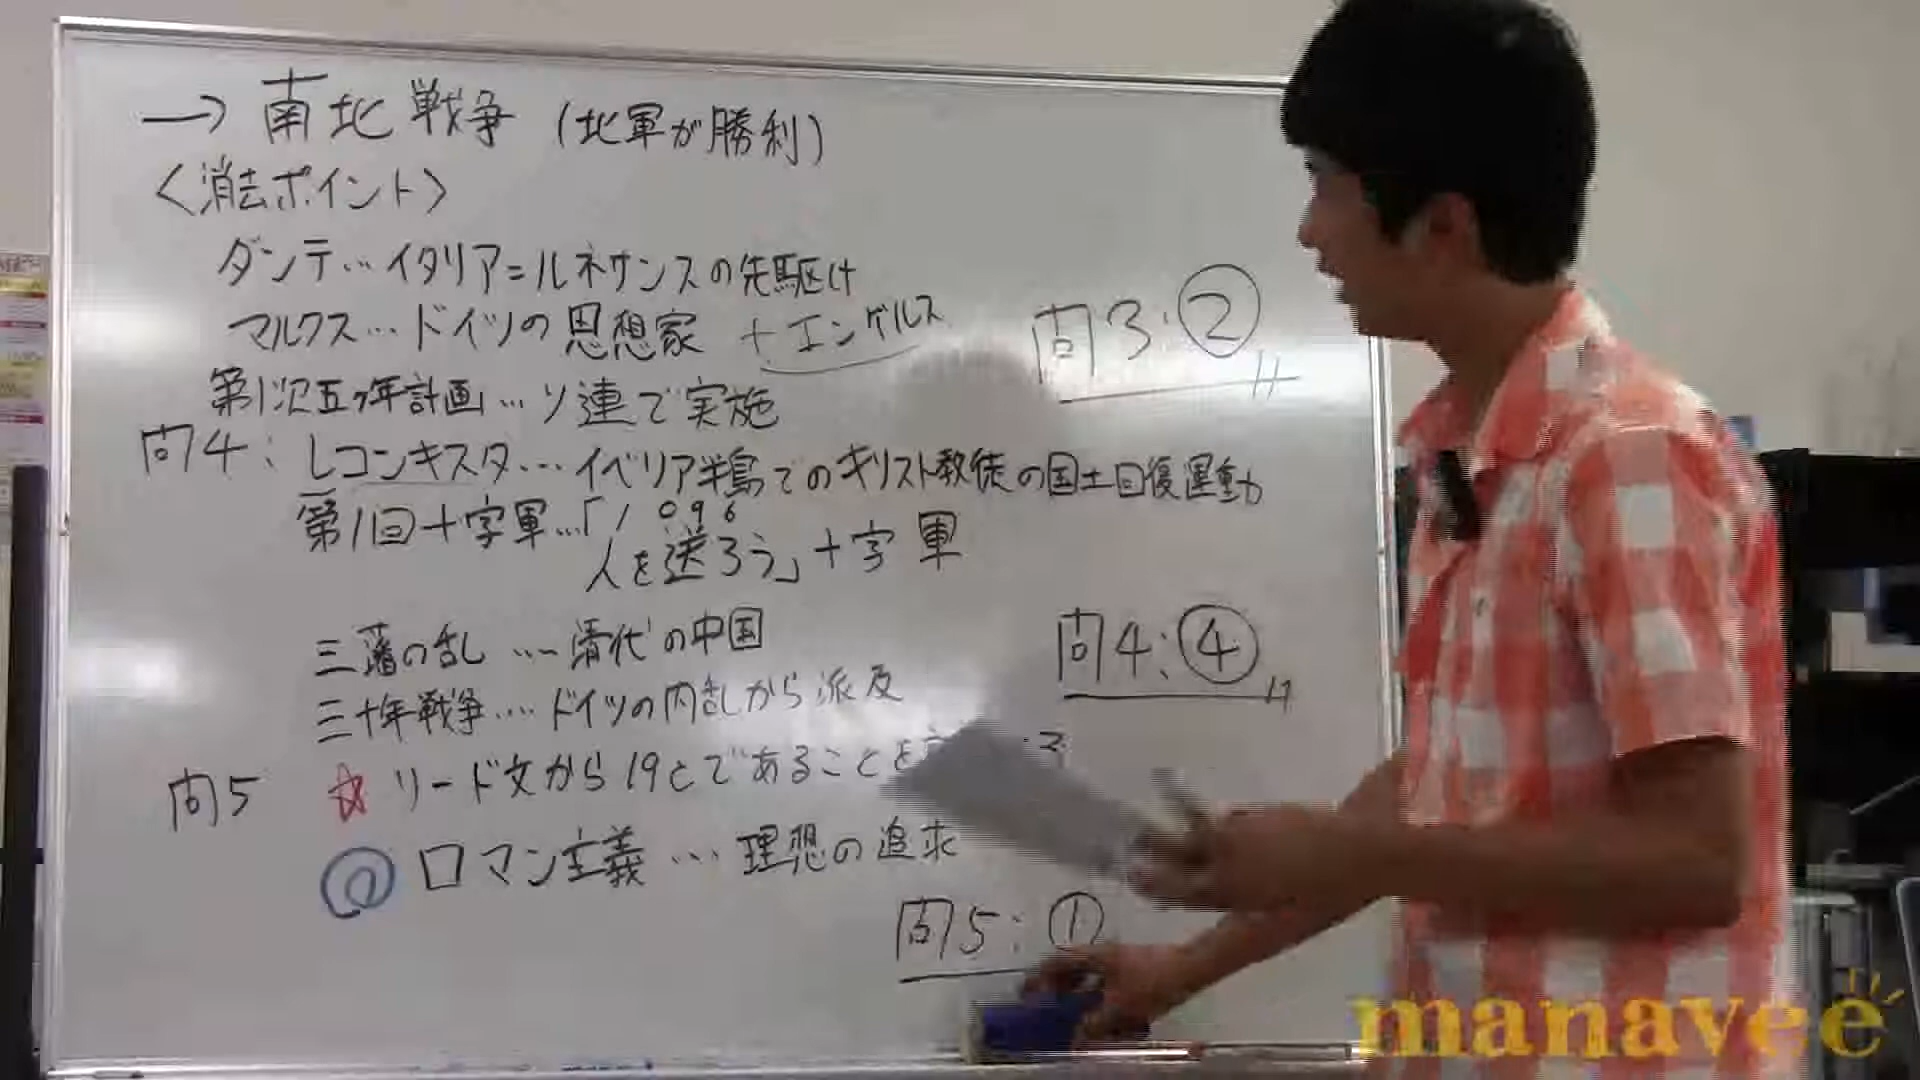 → 南北戦争 (北軍が勝利)
<消去ポイント>
ダンテ…イタリア=ルネサンスの先駆け
マルクス…ドイツの思想家 +エンゲルス
問3:②
第1次五ヶ年計画…ソ連で実施
問4: レコンキスタ…イベリア半島でのキリスト教徒の国土回復運動
第1回十字軍…「1096
人を送ろう」十字軍
三藩の乱…清代の中国
問4:④
三十年戦争…ドイツの内乱から派反
問5 ☆ リード文から19Cであることを
@ ロマン主義…理想の追求
問5:①
manavee